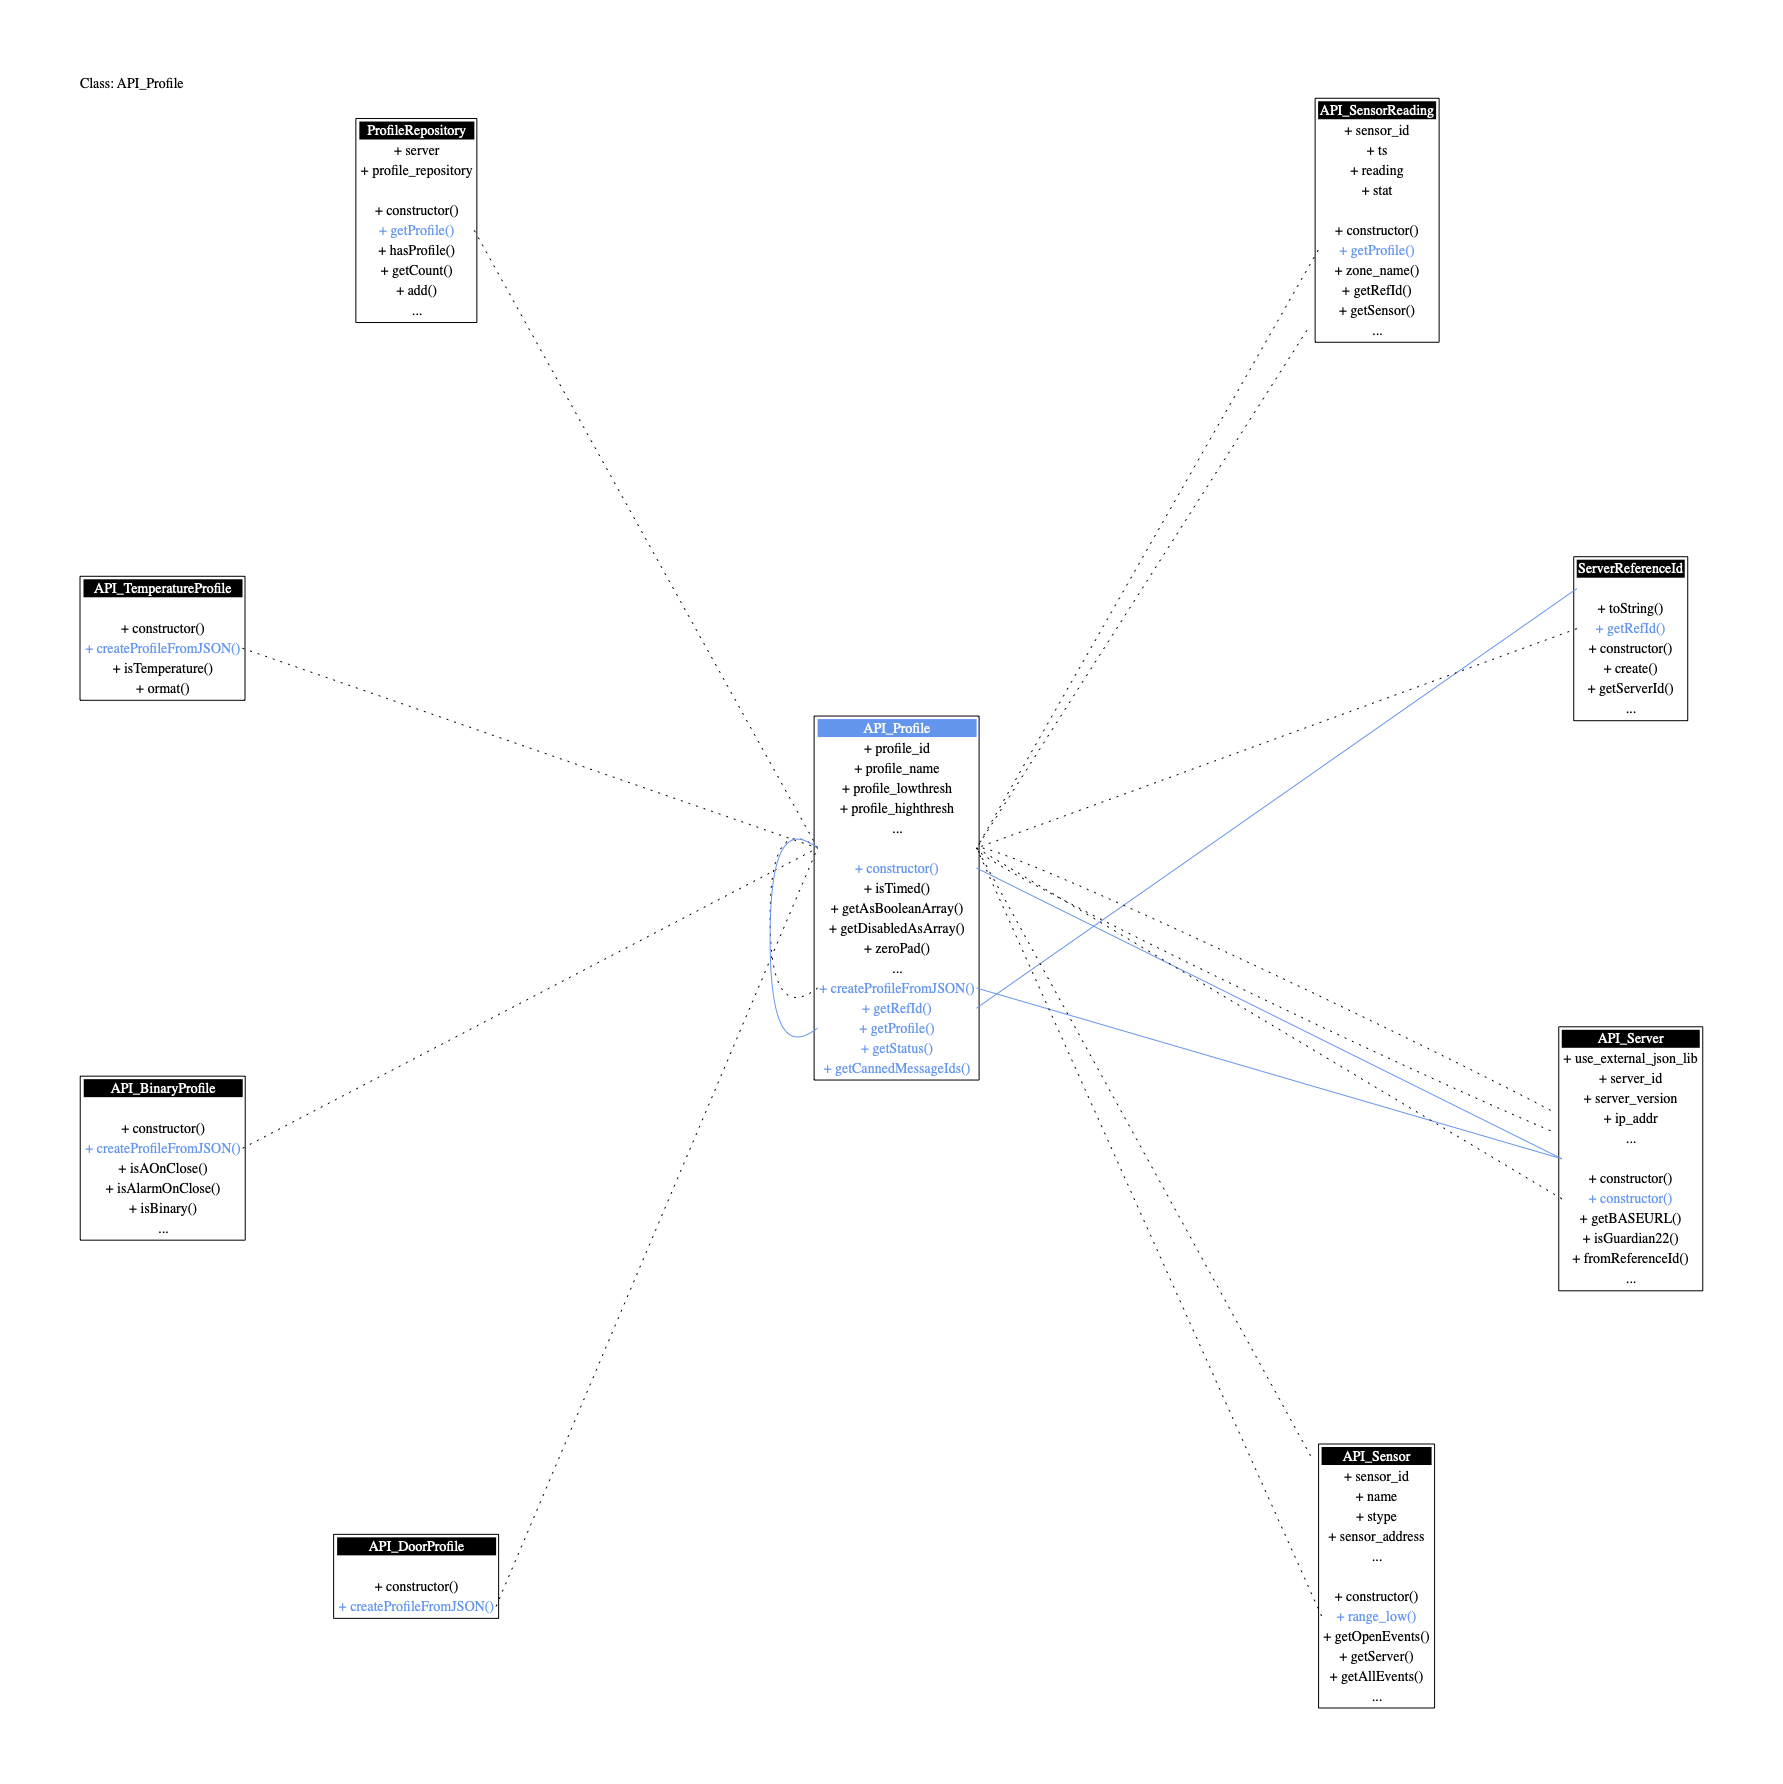 Class: API_Profile
ProfileRepository
+ server
+ profile_repository
+ constructor()
+ getProfile()
+ hasProfile()
+ getCount()
+ add()
...
API_SensorReading
+ sensor_id
+ ts
+ reading
+ stat
+ constructor()
+ getProfile()
+ zone_name()
+ getRefId()
+ getSensor()
...
API_TemperatureProfile
+ constructor()
+ createProfileFromJSON()
+ isTemperature()
+ ormat()
ServerReferenceId
+ toString()
+ getRefId()
+ constructor()
+ create()
+ getServerId()
...
API_Profile
+ profile_id
+ profile_name
+ profile_lowthresh
+ profile_highthresh
...
+ constructor()
+ isTimed()
+ getAsBooleanArray()
+ getDisabledAsArray()
+ zeroPad()
...
+ createProfileFromJSON()
+ getRefId()
+ getProfile()
+ getStatus()
+ getCannedMessageIds()
API_BinaryProfile
+ constructor()
+ createProfileFromJSON()
+ isAOnClose()
+ isAlarmOnClose()
+ isBinary()
...
API_Server
+ use_external_json_lib
+ server_id
+ server_version
+ ip_addr
...
+ constructor()
+ constructor()
+ getBASEURL()
+ isGuardian22()
+ fromReferenceId()
...
API_DoorProfile
+ constructor()
+ createProfileFromJSON()
API_Sensor
+ sensor_id
+ name
+ stype
+ sensor_address
...
+ constructor()
+ range_low()
+ getOpenEvents()
+ getServer()
+ getAllEvents()
...